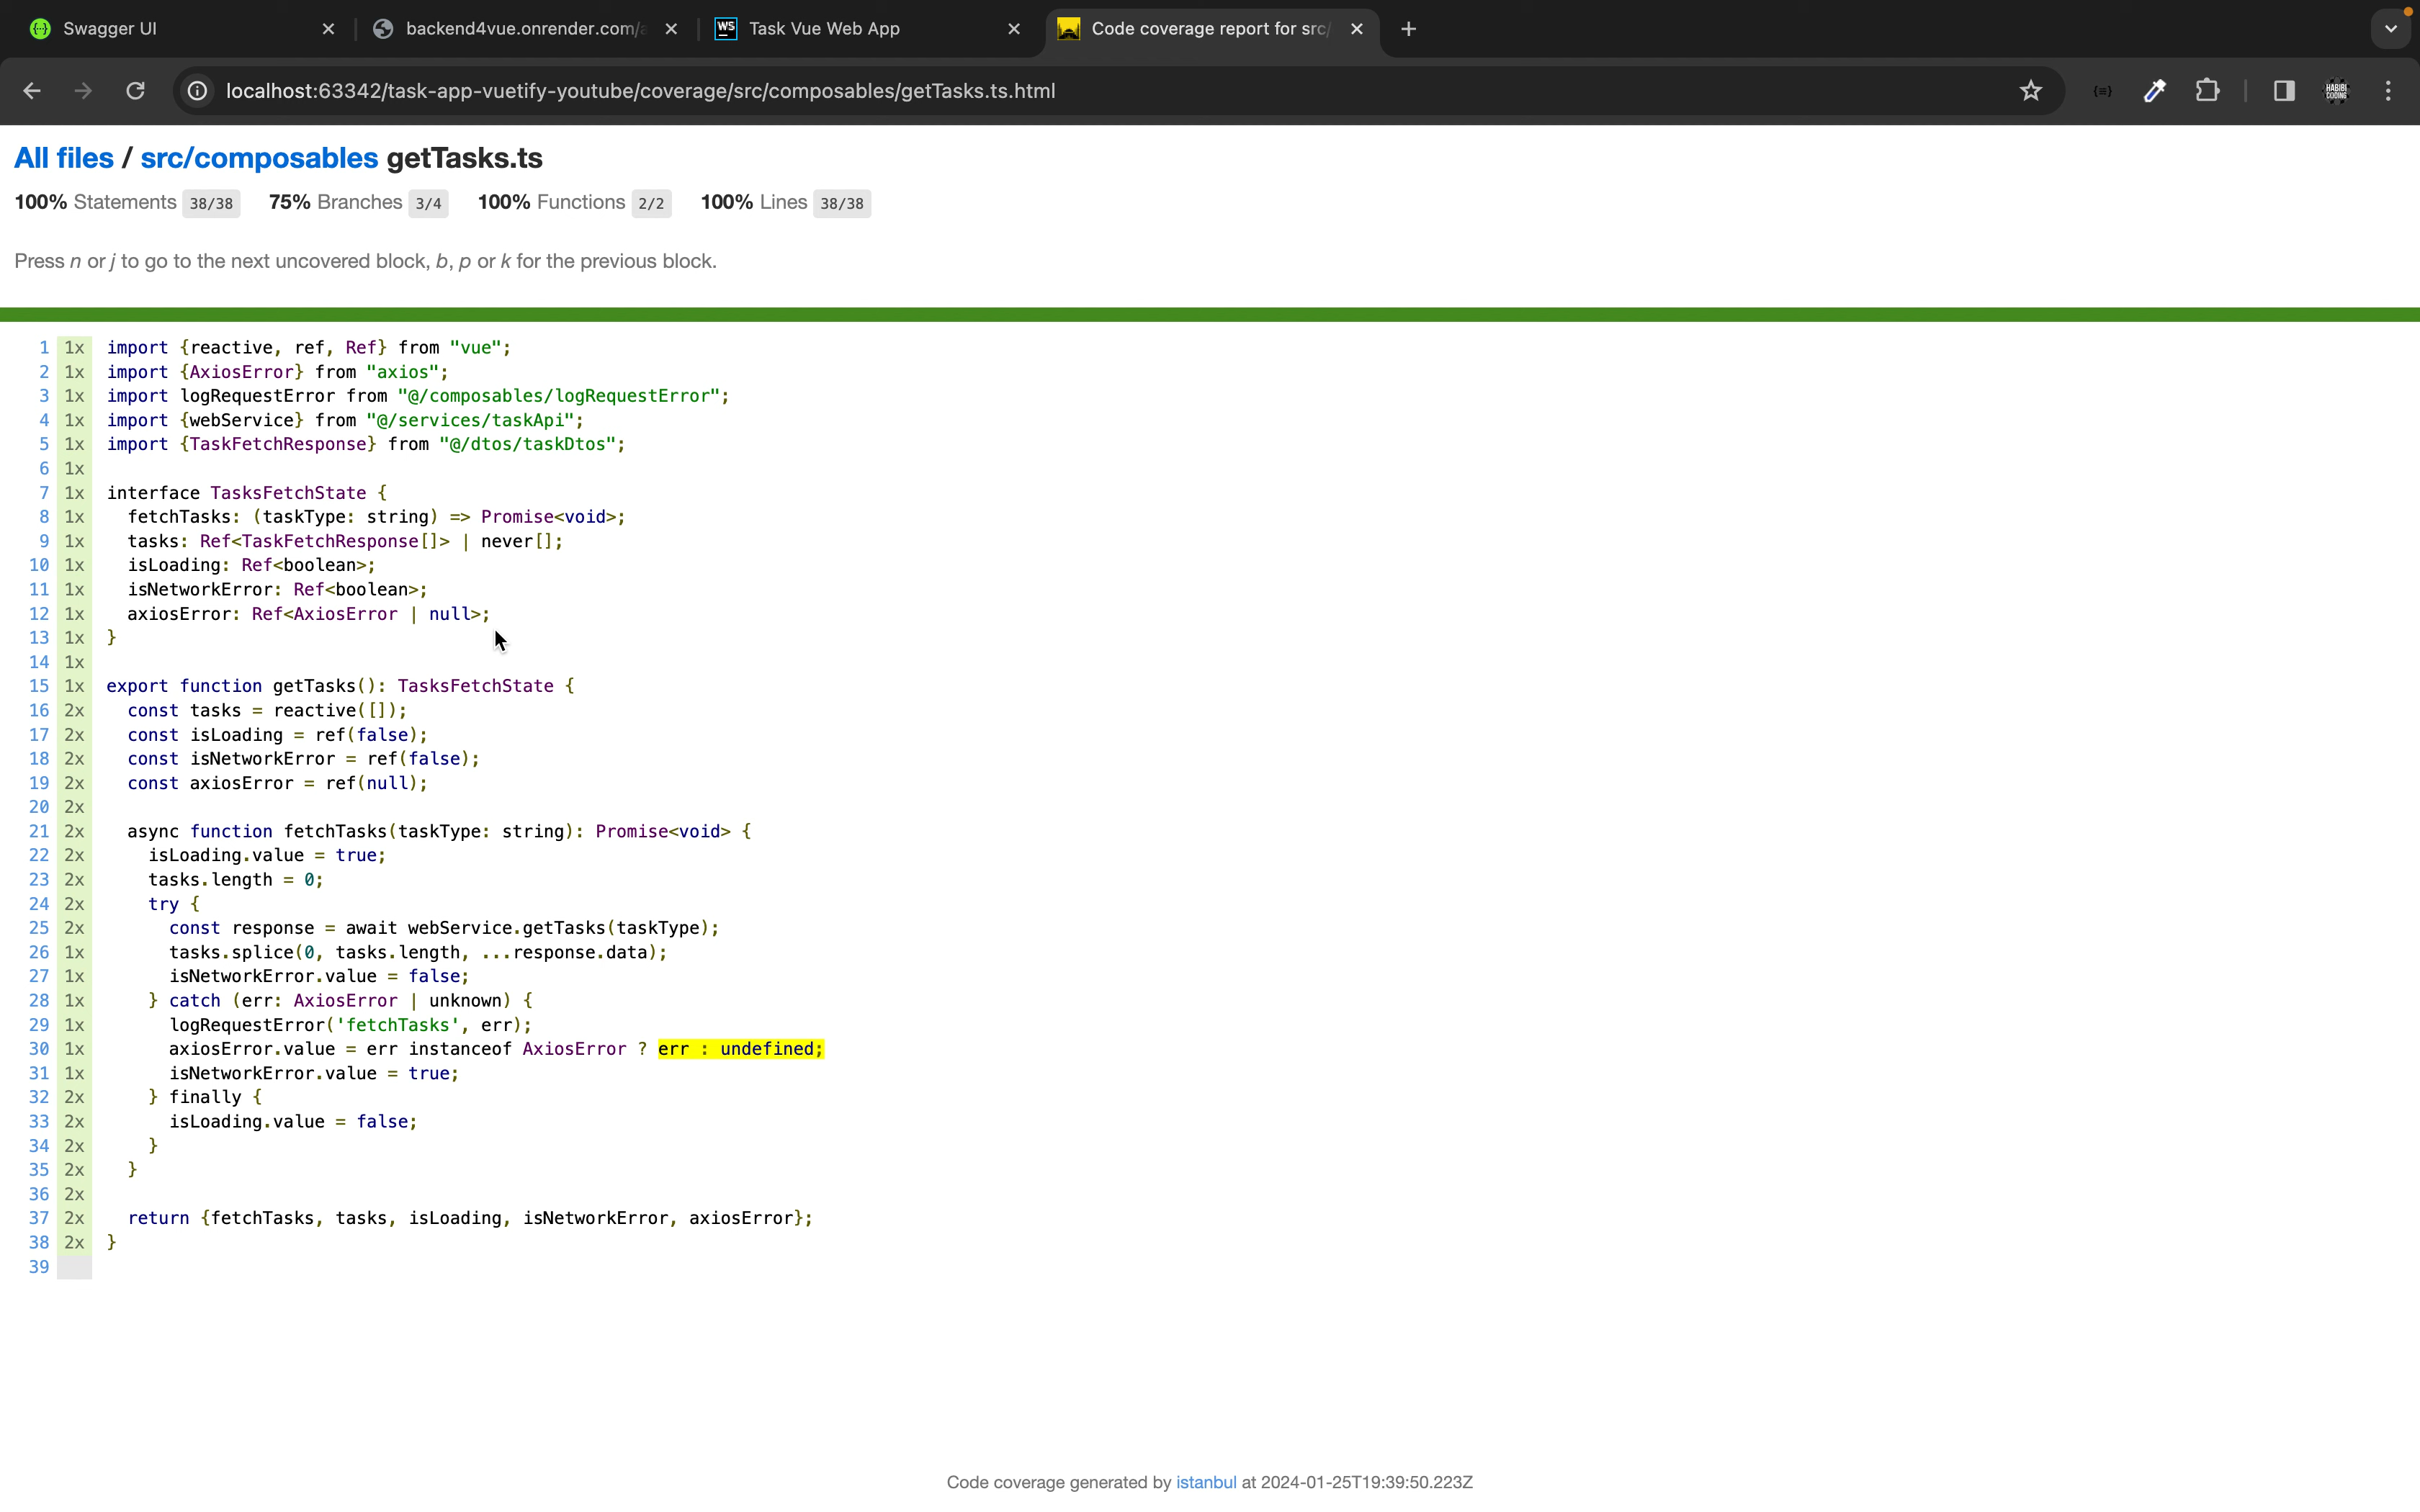 Swagger UI
backend4vue.onrender.com/a
Task Vue Web App
Code coverage report for src/
localhost:63342/task-app-vuetify-youtube/coverage/src/composables/getTasks.ts.html
HABIBI CODING
All files / src/composables getTasks.ts
100% Statements 38/38 75% Branches 3/4 100% Functions 2/2 100% Lines 38/38
Press n or j to go to the next uncovered block, b, p or k for the previous block.
1 1x import {reactive, ref, Ref} from "vue";
2 1x import {AxiosError} from "axios";
3 1x import logRequestError from "@/composables/logRequestError";
4 1x import {webService} from "@/services/taskApi";
5 1x import {TaskFetchResponse} from "@/dtos/taskDtos";
6 1x
7 1x interface TasksFetchState {
8 1x fetchTasks: (taskType: string) => Promise<void>;
9 1x tasks: Ref<TaskFetchResponse[]> | never[];
10 1x isLoading: Ref<boolean>;
11 1x isNetworkError: Ref<boolean>;
12 1x axiosError: Ref<AxiosError | null>;
13 1x }
14 1x
15 1x export function getTasks(): TasksFetchState {
16 2x const tasks = reactive([]);
17 2x const isLoading = ref(false);
18 2x const isNetworkError = ref(false);
19 2x const axiosError = ref(null);
20 2x
21 2x async function fetchTasks(taskType: string): Promise<void> {
22 2x isLoading.value = true;
23 2x tasks.length = 0;
24 2x try {
25 2x const response = await webService.getTasks(taskType);
26 1x tasks.splice(0, tasks.length, ...response.data);
27 1x isNetworkError.value = false;
28 1x } catch (err: AxiosError | unknown) {
29 1x logRequestError('fetchTasks', err);
30 1x axiosError.value = err instanceof AxiosError ? err : undefined;
31 1x isNetworkError.value = true;
32 2x } finally {
33 2x isLoading.value = false;
34 2x }
35 2x }
36 2x
37 2x return {fetchTasks, tasks, isLoading, isNetworkError, axiosError};
38 2x }
39
Code coverage generated by istanbul at 2024-01-25T19:39:50.223Z